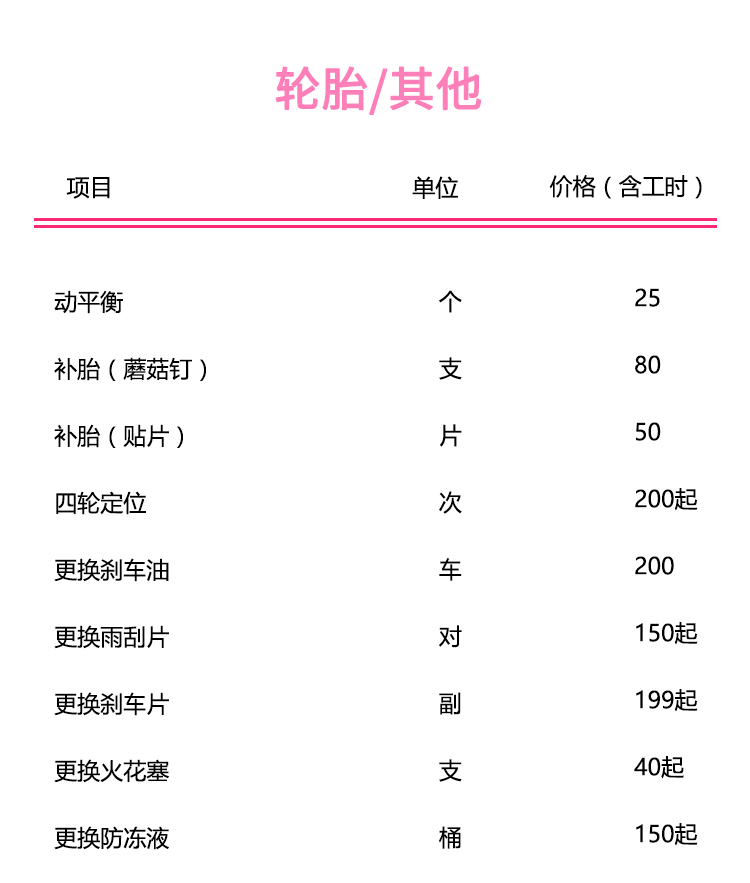 轮胎/其他
项目 单位 价格（含工时）
动平衡 个 25
补胎（蘑菇钉） 支 80
补胎（贴片） 片 50
四轮定位 次 200起
更换刹车油 车 200
更换雨刮片 对 150起
更换刹车片 副 199起
更换火花塞 支 40起
更换防冻液 桶 150起